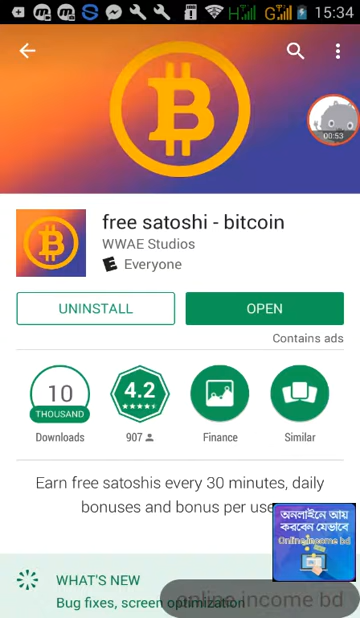 H G 15:34
00:53
free satoshi - bitcoin
WWAE Studios
E Everyone
UNINSTALL
OPEN
Contains ads
10
THOUSAND
4.2
Downloads
907
Finance
Similar
Earn free satoshis every 30 minutes, daily
bonuses and bonus per use
অনলাইনে আয়
করবেন যেভাবে
Online income bd
WHAT'S NEW
Bug fixes, screen optimization
online income bd